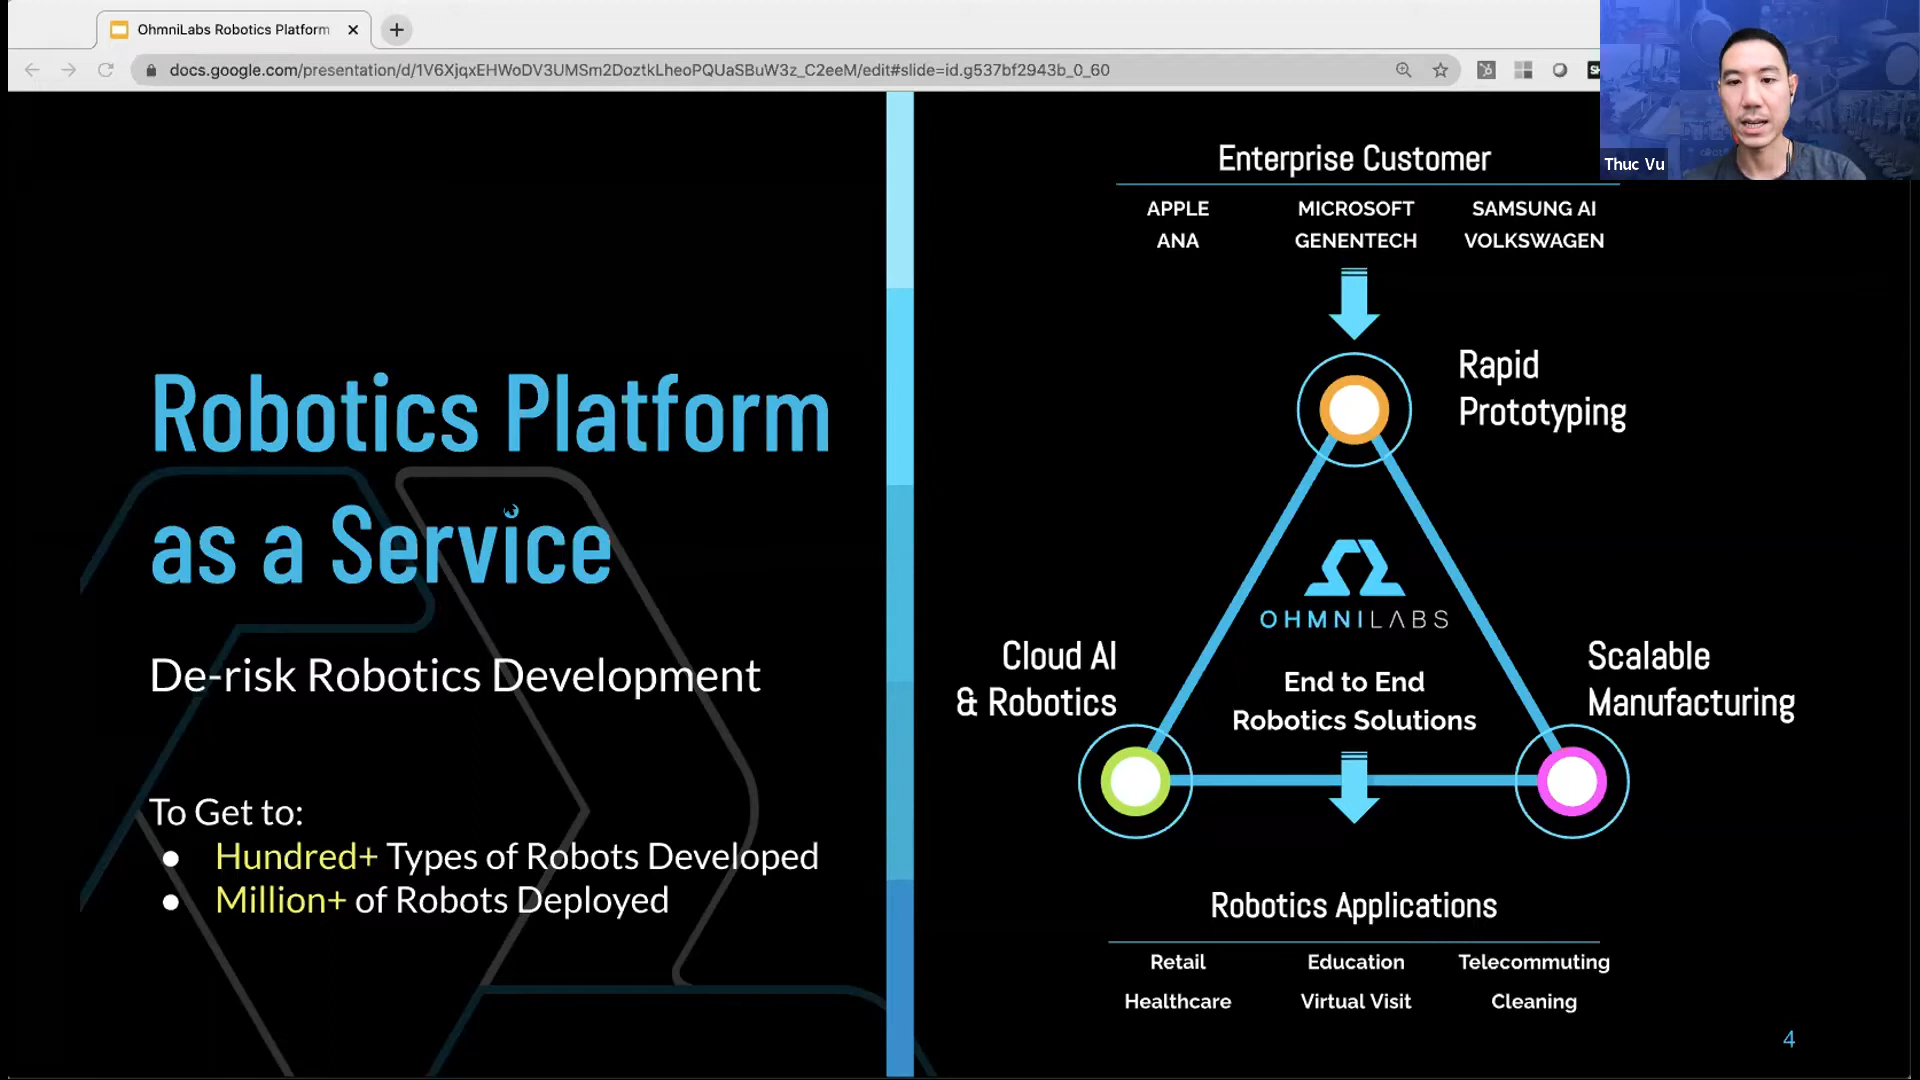 OhmniLabs Robotics Platform
docs.google.com/presentation/d/1V6XjqxEHWoDV3UMSm2DoztkLheoPQUaSBuW3z_C2eeM/edit#slide=id.g537bf2943b_0_60
Thuc Vu
Robotics Platform
as a Service
De-risk Robotics Development
To Get to:
● Hundred+ Types of Robots Developed
● Million+ of Robots Deployed
Enterprise Customer
APPLE MICROSOFT SAMSUNG AI
ANA GENENTECH VOLKSWAGEN
Rapid
Prototyping
OHMNILABS
End to End
Robotics Solutions
Cloud AI
& Robotics
Scalable
Manufacturing
Robotics Applications
Retail Education Telecommuting
Healthcare Virtual Visit Cleaning
4